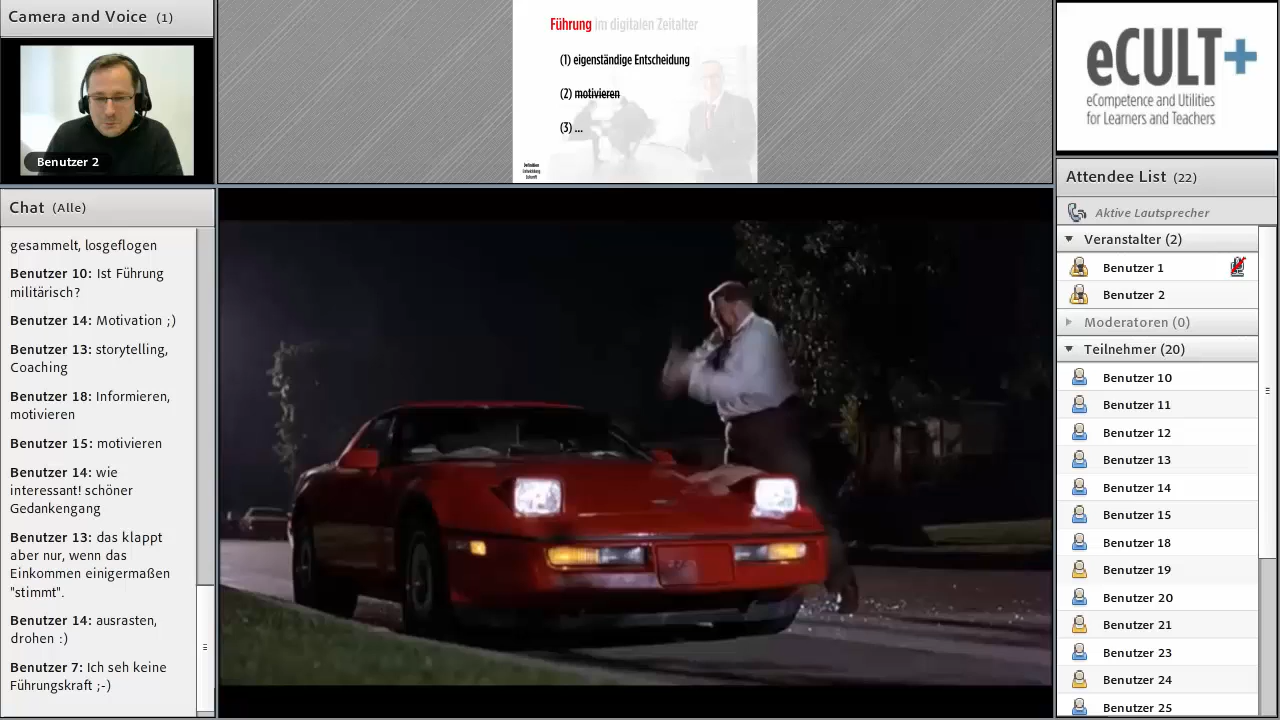 Camera and Voice (1)
Benutzer 2
Führung im digitalen Zeitalter
(1) eigenständige Entscheidung
(2) motivieren
(3) ...
Definition
Entwicklung
Zukunft
eCULT+
eCompetence and Utilities
for Learners and Teachers
Chat (Alle)
gesammelt, losgeflogen
Benutzer 10: Ist Führung
militärisch?
Benutzer 14: Motivation ;)
Benutzer 13: storytelling,
Coaching
Benutzer 18: Informieren,
motivieren
Benutzer 15: motivieren
Benutzer 14: wie
interessant! schöner
Gedankengang
Benutzer 13: das klappt
aber nur, wenn das
Einkommen einigermaßen
"stimmt".
Benutzer 14: ausrasten,
drohen :)
Benutzer 7: Ich seh keine
Führungskraft ;-)
Attendee List (22)
Aktive Lautsprecher
Veranstalter (2)
Benutzer 1
Benutzer 2
Moderatoren (0)
Teilnehmer (20)
Benutzer 10
Benutzer 11
Benutzer 12
Benutzer 13
Benutzer 14
Benutzer 15
Benutzer 18
Benutzer 19
Benutzer 20
Benutzer 21
Benutzer 23
Benutzer 24
Benutzer 25